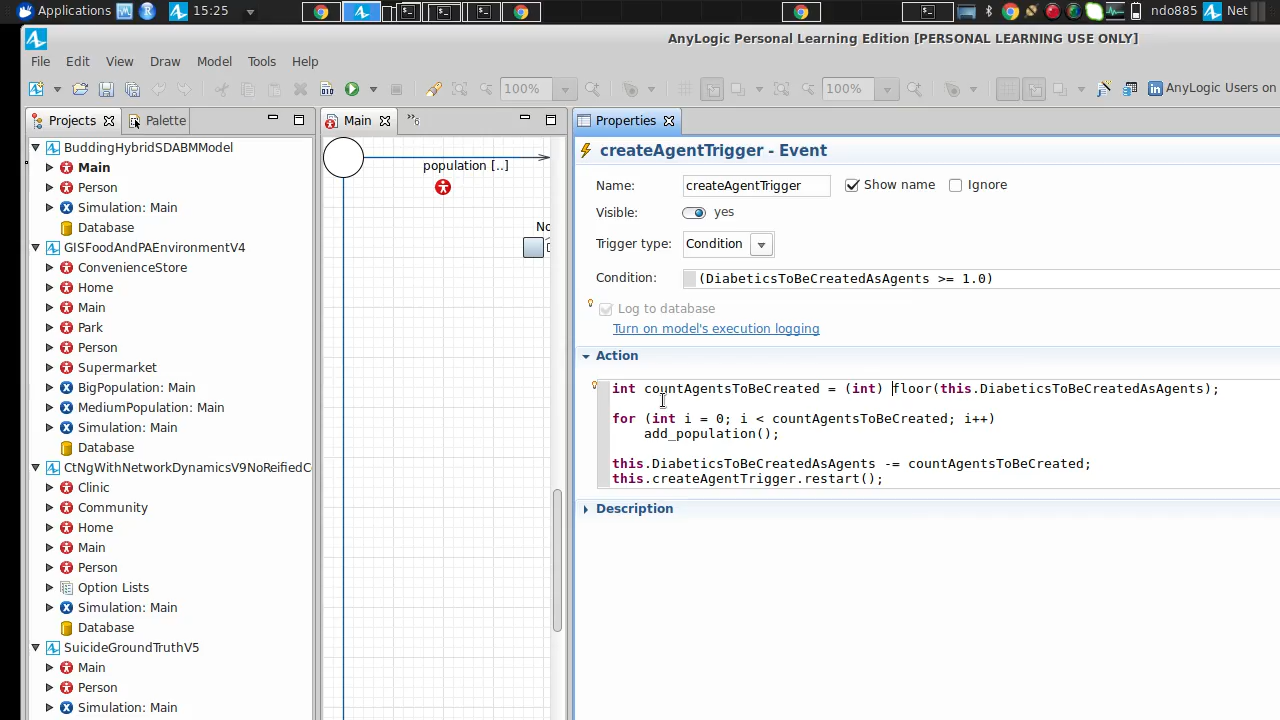 Applications 15:25 ndo885 Net
AnyLogic Personal Learning Edition [PERSONAL LEARNING USE ONLY]
File Edit View Draw Model Tools Help
100% 100% AnyLogic Users on
Projects Palette
BuddingHybridSDABMModel
Main
Person
Simulation: Main
Database
GISFoodAndPAEnvironmentV4
ConvenienceStore
Home
Main
Park
Person
Supermarket
BigPopulation: Main
MediumPopulation: Main
Simulation: Main
Database
CtNgWithNetworkDynamicsV9NoReifiedC
Clinic
Community
Home
Main
Person
Option Lists
Simulation: Main
Database
SuicideGroundTruthV5
Main
Person
Simulation: Main
Main »6
population [..]
No
Properties
createAgentTrigger - Event
Name: createAgentTrigger Show name Ignore
Visible: yes
Trigger type: Condition
Condition: (DiabeticsToBeCreatedAsAgents >= 1.0)
Log to database
Turn on model's execution logging
Action
int countAgentsToBeCreated = (int) floor(this.DiabeticsToBeCreatedAsAgents);
for (int i = 0; i < countAgentsToBeCreated; i++)
add_population();
this.DiabeticsToBeCreatedAsAgents -= countAgentsToBeCreated;
this.createAgentTrigger.restart();
Description